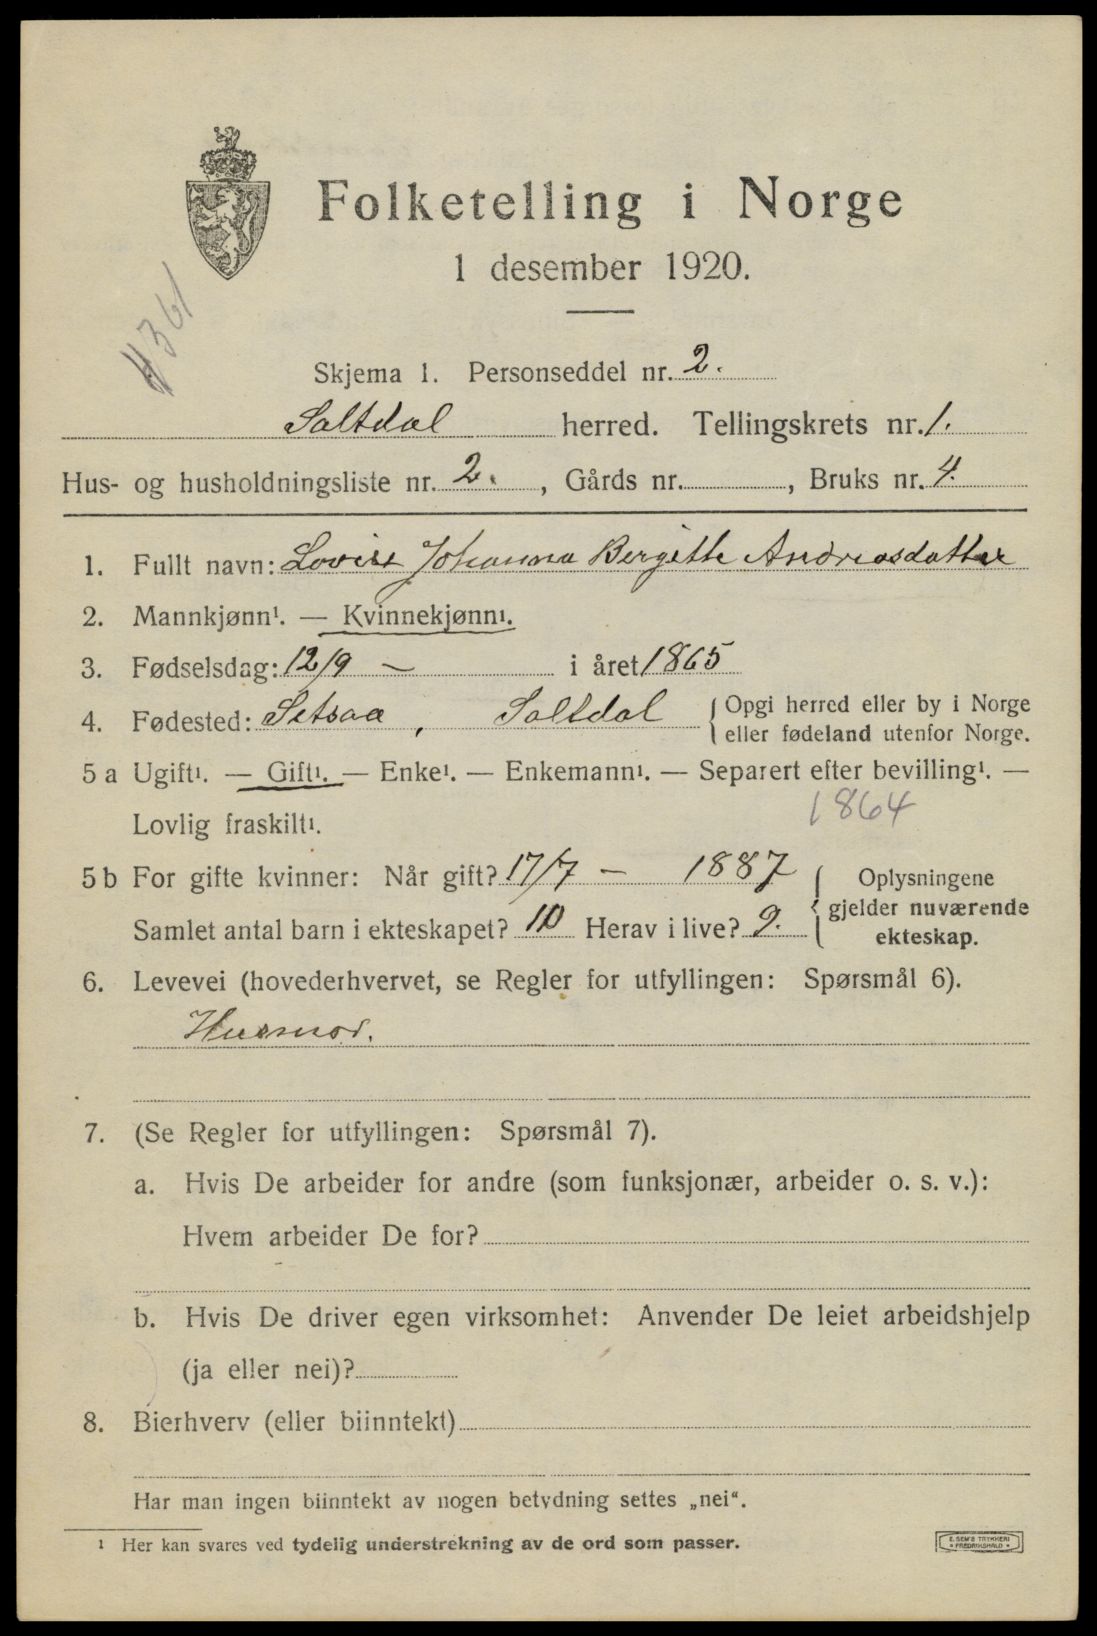 Folketelling i Norge
1 desember 1920.
4361
Skjema 1. Personseddel nr. 2.
Saltdal herred. Tellingskrets nr. 1.
Hus- og husholdningsliste nr. 2. , Gårds nr. , Bruks nr. 4.
1. Fullt navn: Lovise Johanna Bergitte Andreasdatter
2. Mannkjønn¹. — Kvinnekjønn¹.
3. Fødselsdag: 12/9 — i året 1865
4. Fødested: Setsaa , Saltdal { Opgi herred eller by i Norge
eller fødeland utenfor Norge.
5 a Ugift¹. — Gift¹. — Enke¹. — Enkemann¹. — Separert efter bevilling¹. —
Lovlig fraskilt¹. 1864
5 b For gifte kvinner: Når gift? 17/7 — 1887 { Oplysningene
gjelder nuværende
Samlet antal barn i ekteskapet? 10 Herav i live? 9. ekteskap.
6. Levevei (hovederhvervet, se Regler for utfyllingen: Spørsmål 6).
Husmor.
7. (Se Regler for utfyllingen: Spørsmål 7).
a. Hvis De arbeider for andre (som funksjonær, arbeider o. s. v.):
Hvem arbeider De for?
b. Hvis De driver egen virksomhet: Anvender De leiet arbeidshjelp
(ja eller nei)?
8. Bierhverv (eller biinntekt)
Har man ingen biinntekt av nogen betydning settes „nei“.
¹ Her kan svares ved tydelig understrekning av de ord som passer.
E. SEM'S TRYKKERI
* FREDRIKSHALD *